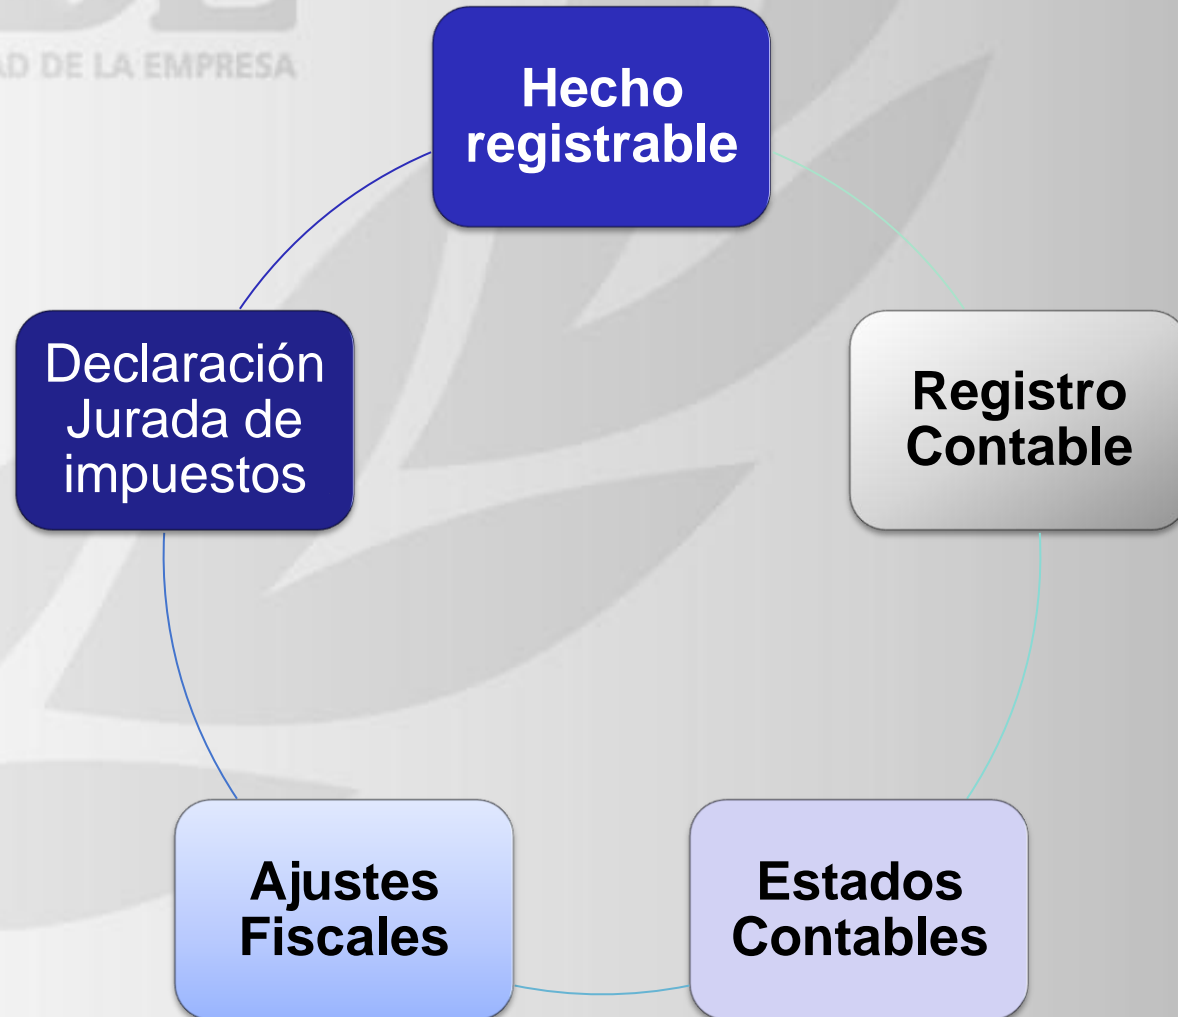 AD DE LA EMPRESA
Hecho
registrable
Declaración
Jurada de
impuestos
Registro
Contable
Ajustes
Fiscales
Estados
Contables